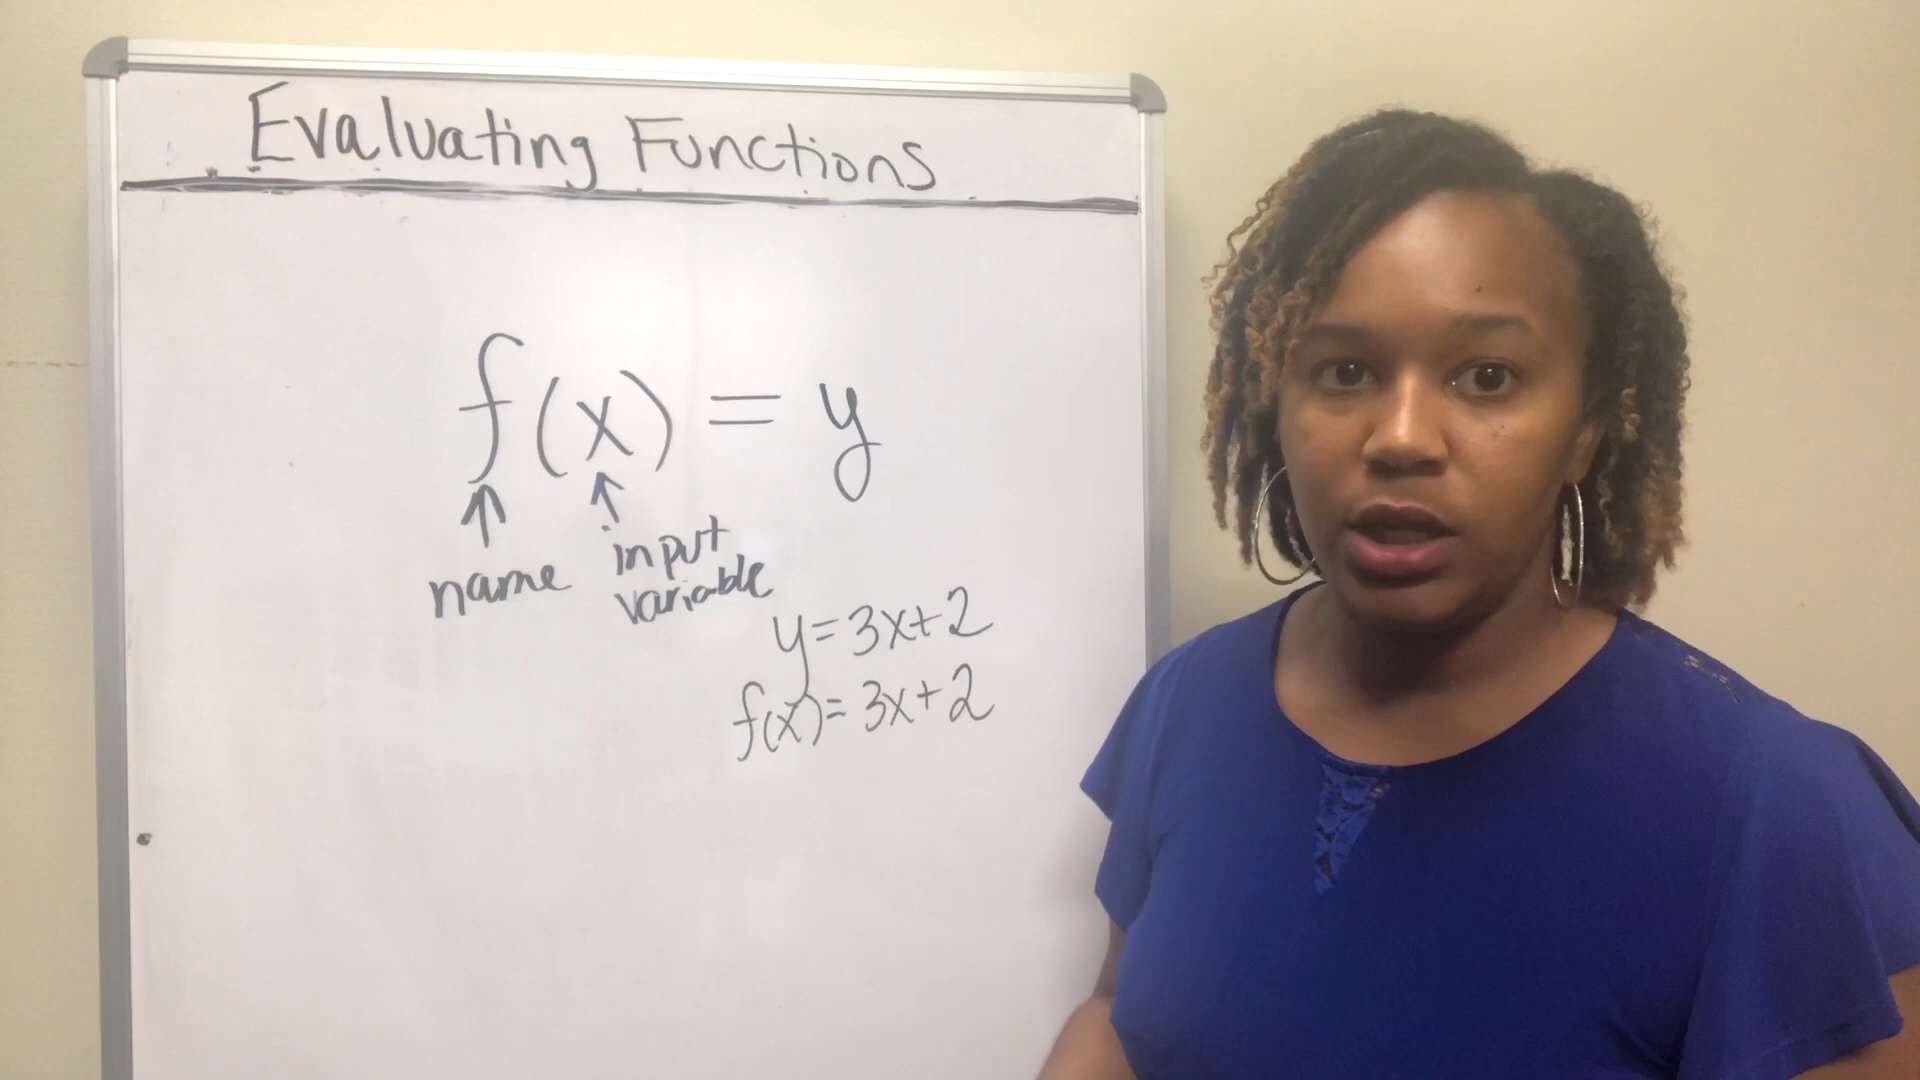 Evaluating Functions
f(x) = y
↑ ↑
name input
variable
y=3x+2
f(x)=3x+2